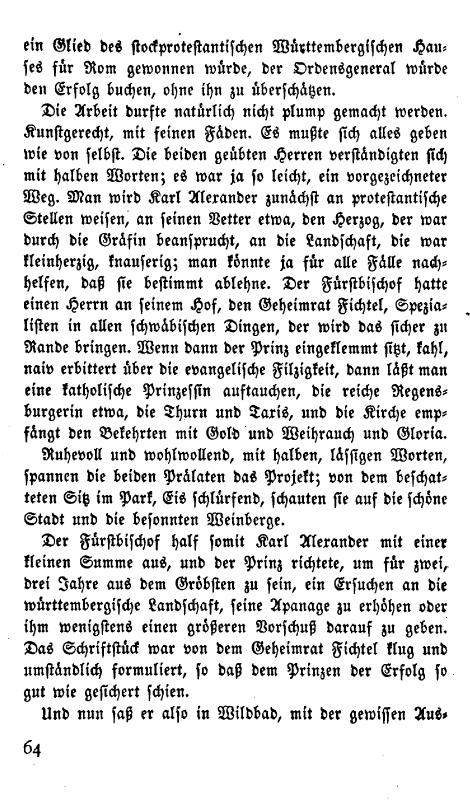 ein Glied des stockprotestantischen Württembergischen Hau-
ses für Rom gewonnen würde, der Ordensgeneral würde
den Erfolg buchen, ohne ihn zu überschätzen.
Die Arbeit durfte natürlich nicht plump gemacht werden.
Kunstgerecht, mit feinen Fäden. Es mußte sich alles geben
wie von selbst. Die beiden geübten Herren verständigten sich
mit halben Worten; es war ja so leicht, ein vorgezeichneter
Weg. Man wird Karl Alexander zunächst an protestantische
Stellen weisen, an seinen Vetter etwa, den Herzog, der war
durch die Gräfin beansprucht, an die Landschaft, die war
kleinherzig, knauserig; man könnte ja für alle Fälle nach-
helfen, daß sie bestimmt ablehne. Der Fürstbischof hatte
einen Herrn an seinem Hof, den Geheimrat Fichtel, Spezia-
listen in allen schwäbischen Dingen, der wird das sicher zu
Rande bringen. Wenn dann der Prinz eingeklemmt sitzt, kahl,
naiv erbittert über die evangelische Filzigkeit, dann läßt man
eine katholische Prinzessin auftauchen, die reiche Regens-
burgerin etwa, die Thurn und Taxis, und die Kirche emp-
fängt den Bekehrten mit Gold und Weihrauch und Gloria.
Ruhevoll und wohlwollend, mit halben, lässigen Worten,
spannen die beiden Prälaten das Projekt; von dem beschat-
teten Sitz im Park, Eis schlürfend, schauten sie auf die schöne
Stadt und die besonnten Weinberge.
Der Fürstbischof half somit Karl Alexander mit einer
kleinen Summe aus, und der Prinz richtete, um für zwei,
drei Jahre aus dem Gröbsten zu sein, ein Ersuchen an die
württembergische Landschaft, seine Apanage zu erhöhen oder
ihm wenigstens einen größeren Vorschuß darauf zu geben.
Das Schriftstück war von dem Geheimrat Fichtel klug und
umständlich formuliert, so daß dem Prinzen der Erfolg so
gut wie gesichert schien.
Und nun saß er also in Wildbad, mit der gewissen Aus-
64